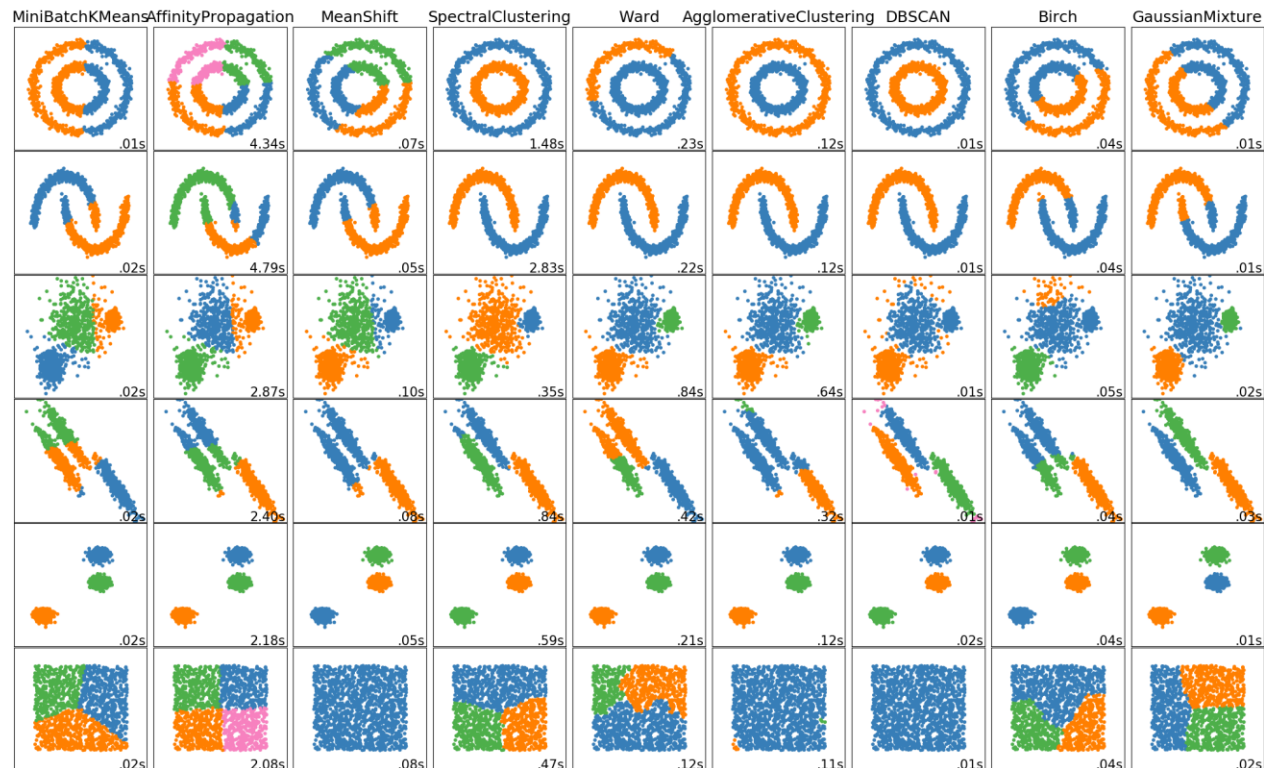 MiniBatchKMeans AffinityPropagation MeanShift SpectralClustering Ward AgglomerativeClustering DBSCAN Birch GaussianMixture
.01s 4.34s .07s 1.48s .23s .12s .01s .04s .01s
.02s 4.79s .05s 2.83s .22s .12s .01s .04s .01s
.02s 2.87s .10s .35s .84s .64s .01s .05s .02s
.02s 2.40s .08s .84s .42s .32s .01s .04s .03s
.02s 2.18s .05s .59s .21s .12s .02s .04s .01s
.02s 2.08s .08s .47s .12s .11s .01s .04s .02s